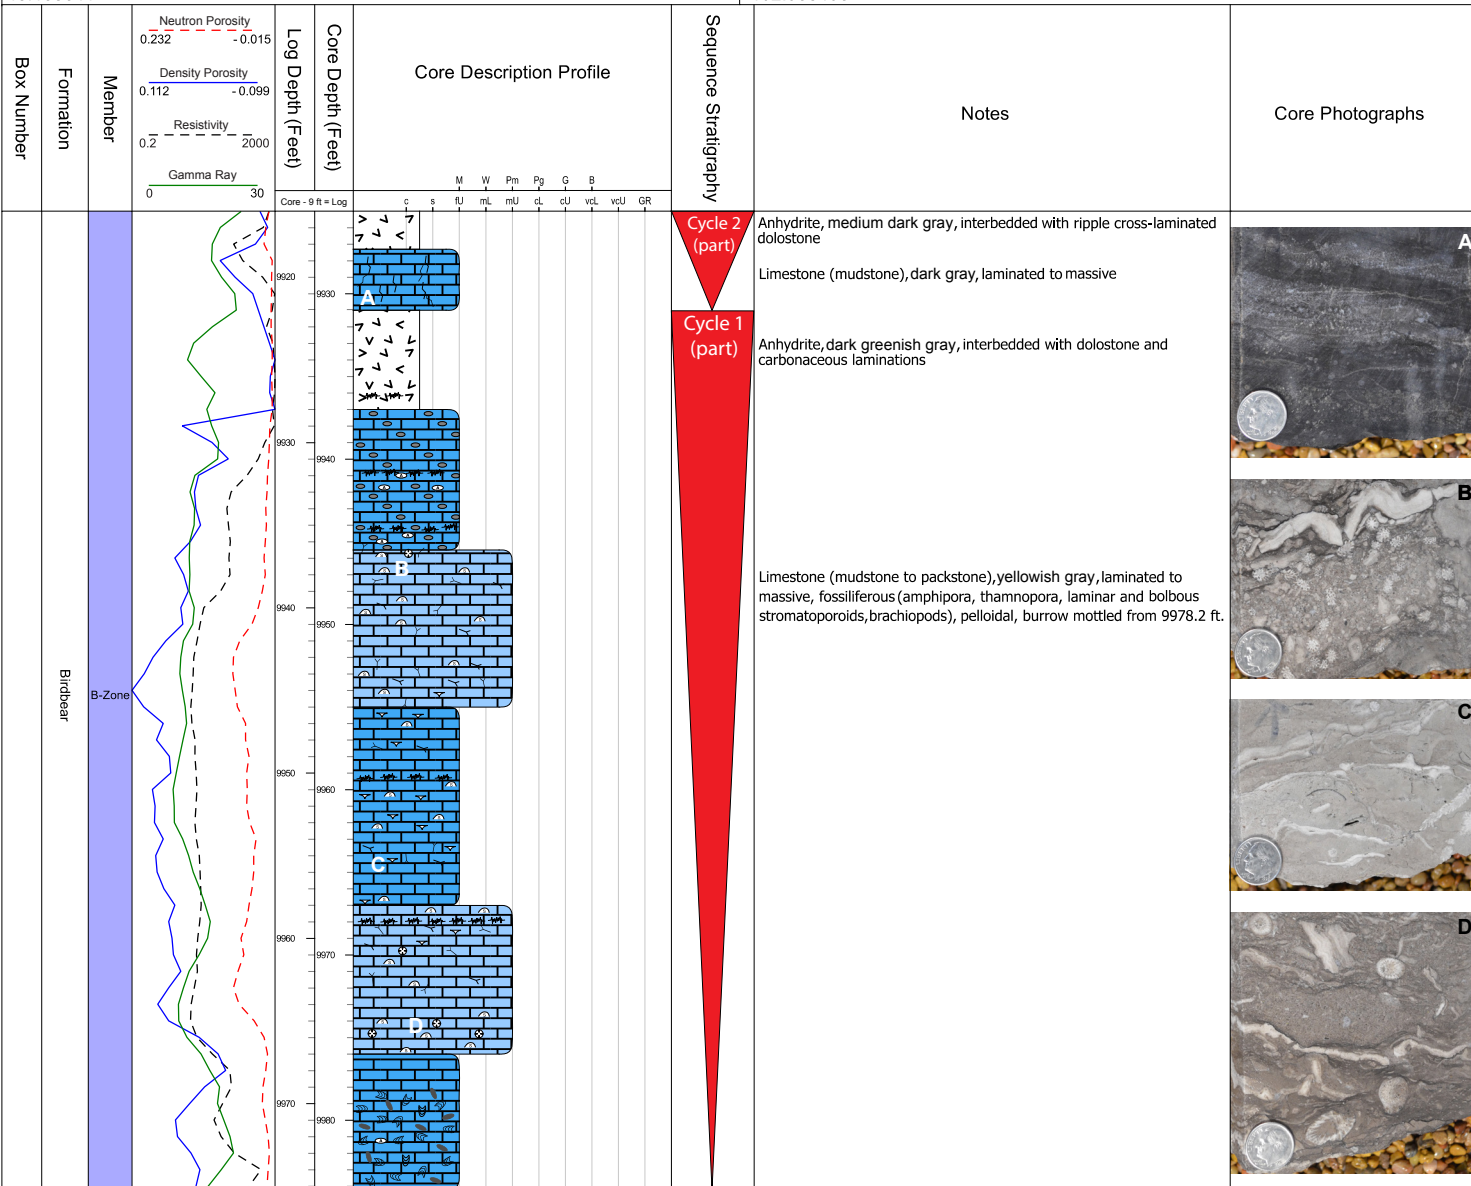 Box Number
Formation
Member
Neutron Porosity
0.232 -0.015
Density Porosity
0.112 -0.099
Resistivity
0.2 2000
Gamma Ray
0 30
Log Depth (Feet)
Core Depth (Feet)
Core - 9 ft = Log
Core Description Profile
M W Pm Pg G B
c s fU mL mU cL cU vcL vcU GR
Sequence Stratigraphy
Notes
Core Photographs
Birdbear
B-Zone
9920
9930
9940
9950
9960
9970
9930
9940
9950
9960
9970
9980
A
B
C
D
Cycle 2
(part)
Cycle 1
(part)
Anhydrite, medium dark gray, interbedded with ripple cross-laminated
dolostone
Limestone (mudstone), dark gray, laminated to massive
Anhydrite, dark greenish gray, interbedded with dolostone and
carbonaceous laminations
Limestone (mudstone to packstone), yellowish gray, laminated to
massive, fossiliferous (amphipora, thamnopora, laminar and bolbous
stromatoporoids, brachiopods), pelloidal, burrow mottled from 9978.2 ft.
A
B
C
D